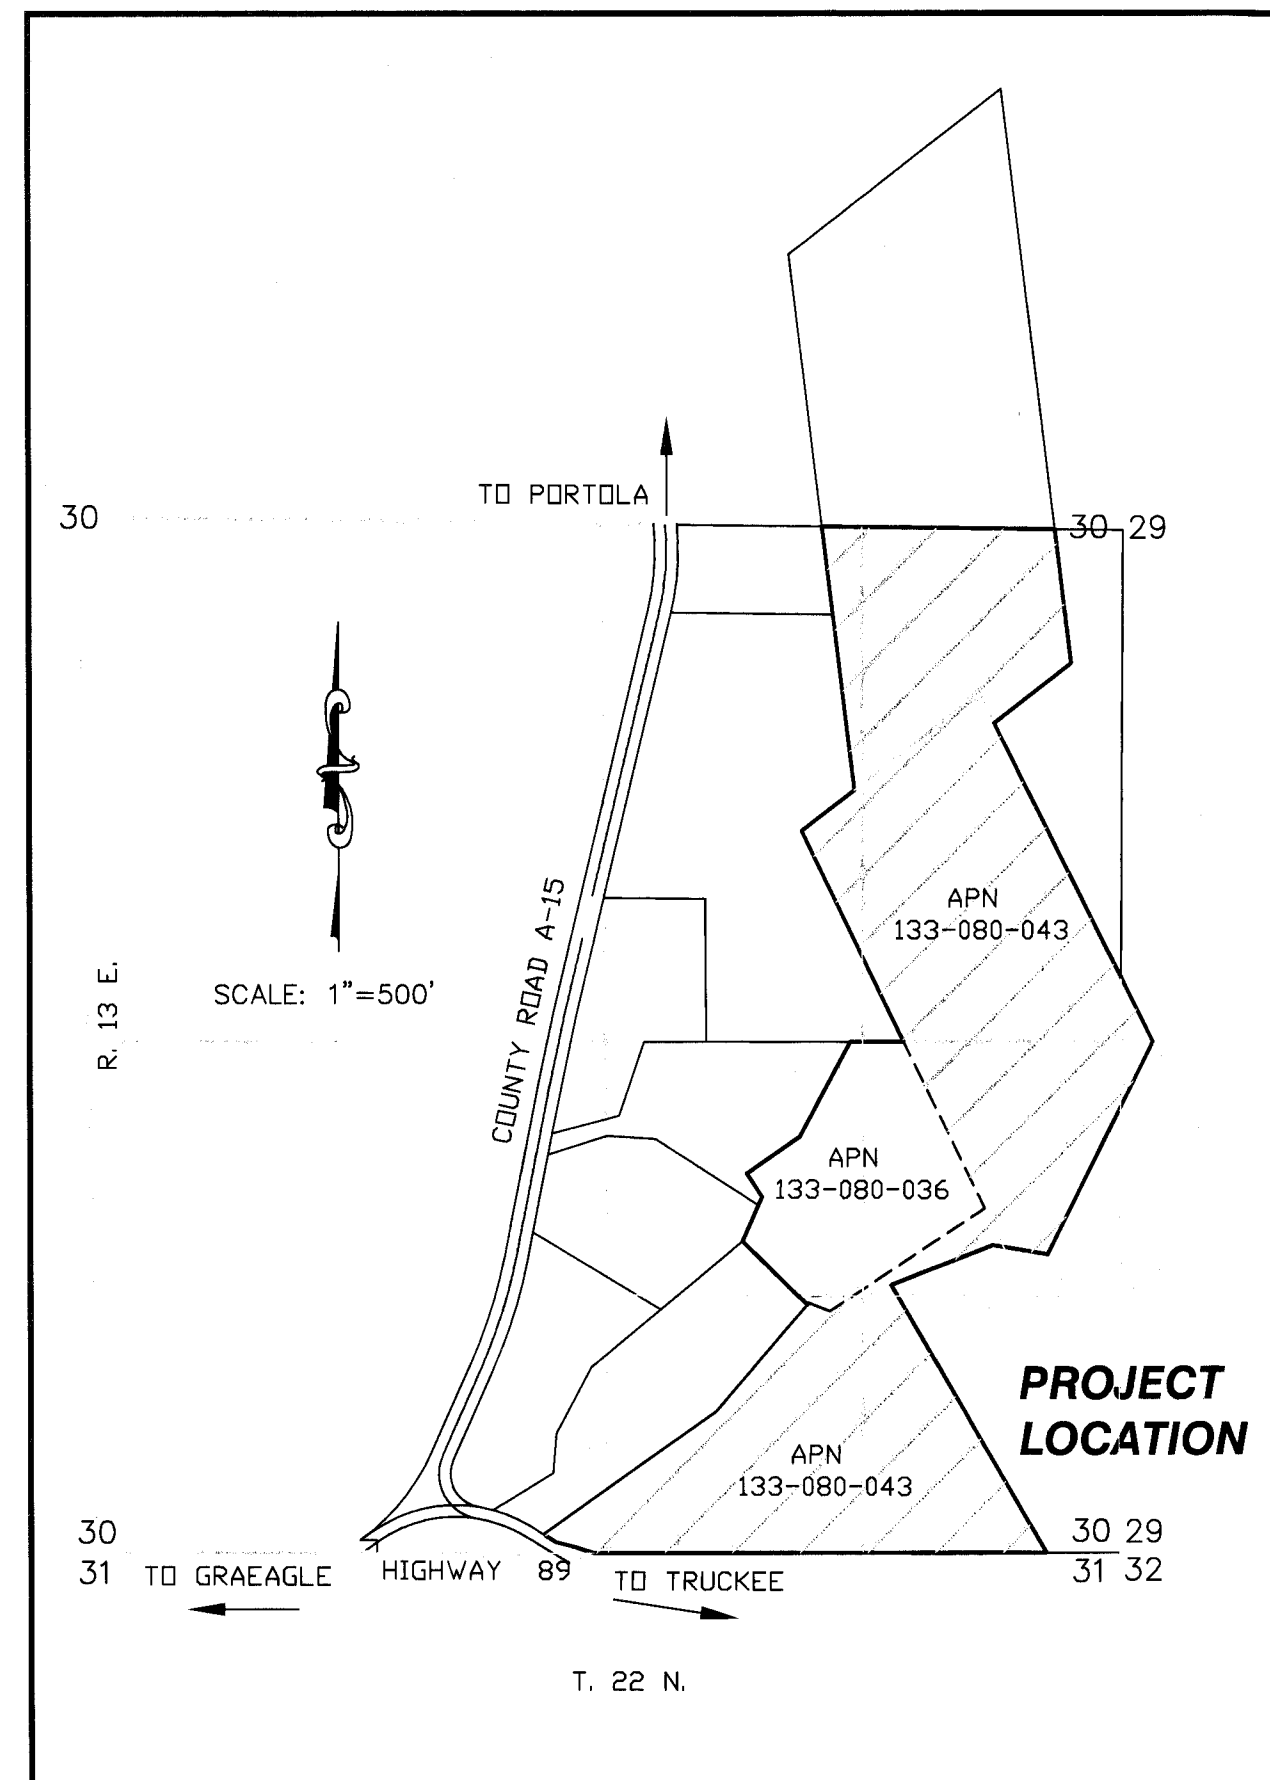 TO PORTOLA
30
30 29
COUNTY ROAD A-15
R. 13 E.
SCALE: 1"=500'
APN
133-080-043
APN
133-080-036
PROJECT
LOCATION
APN
133-080-043
30
31
30 29
31 32
TO GRAEAGLE
HIGHWAY 89
TO TRUCKEE
T. 22 N.